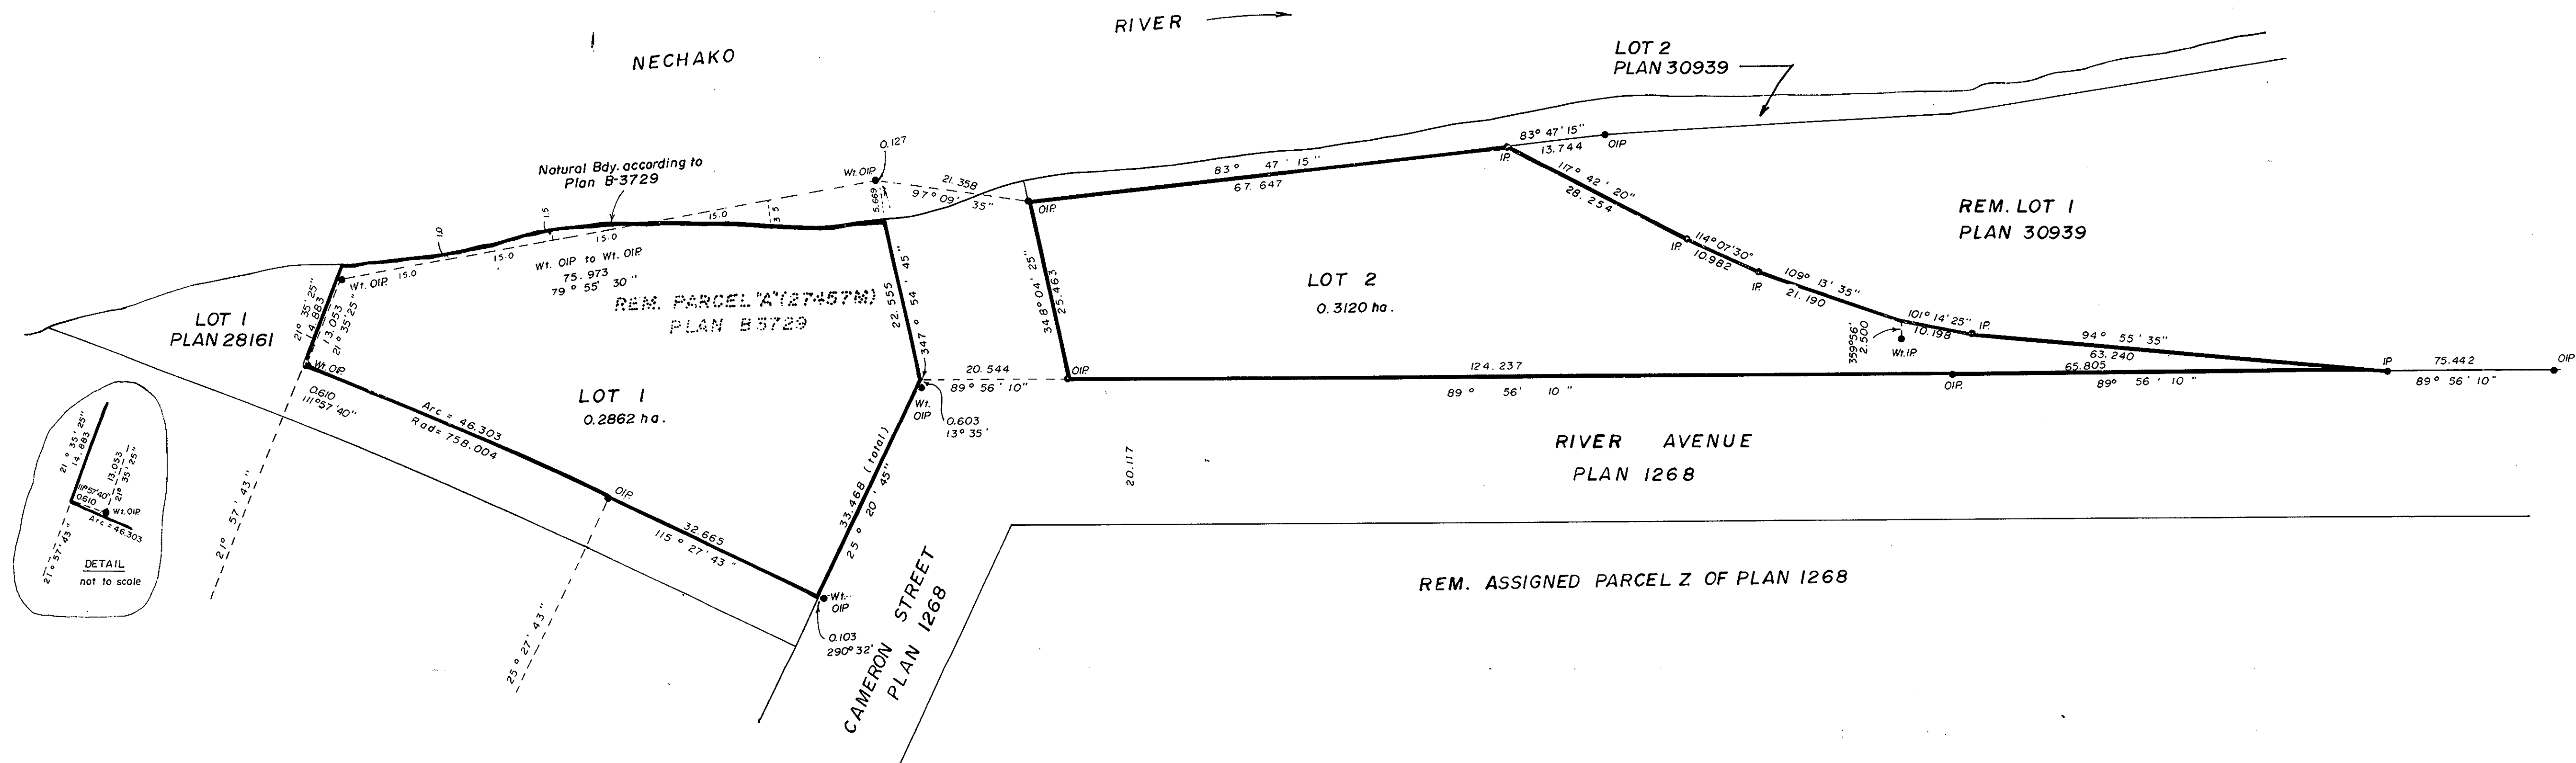 RIVER
NECHAKO
LOT 2
PLAN 30939
Natural Bdy. according to
Plan B-3729
0.127
Wt. OIP.
21.358
97° 09' 35"
5.669
83° 47' 15"
67.647
83° 47' 15"
13.744
IP.
OIP.
117° 42' 20"
28.254
IP.
114° 07' 30"
10.982
IP.
109° 13' 35"
21.190
101° 14' 25"
10.198
IP.
359° 56'
2.500
Wt. IP.
94° 55' 35"
63.240
65.805
89° 56' 10"
IP.
75.442
89° 56' 10"
OIP.
REM. LOT 1
PLAN 30939
1.0
1.5
3.5
15.0
15.0
15.0
15.0
Wt. OIP to Wt. OIP.
75.973
79° 55' 30"
Wt. OIP.
REM. PARCEL "A" (27457M)
PLAN B3729
LOT 1
PLAN 28161
21° 35' 25"
14.883
13.053
21° 35' 25"
Wt. OIP.
0.610
111° 57' 40"
LOT 1
0.2862 ha.
22.555
347° 54' 45"
OIP.
348° 04' 25"
25.463
OIP.
LOT 2
0.3120 ha.
20.544
89° 56' 10"
124.237
89° 56' 10"
OIP.
Wt.
OIP
0.603
13° 35'
Arc = 46.303
Rad = 758.004
OIP.
32.665
115° 27' 43"
33.468 (total)
25° 20' 45"
Wt.
OIP
0.103
290° 32'
21° 57' 43"
25° 27' 43"
20.117
RIVER AVENUE
PLAN 1268
CAMERON STREET
PLAN 1268
REM. ASSIGNED PARCEL Z OF PLAN 1268
21° 35' 25"
14.883
13.053
21° 35' 25"
111° 57' 40"
0.610
Wt. OIP.
Arc = 46.303
21° 57' 43"
DETAIL
not to scale